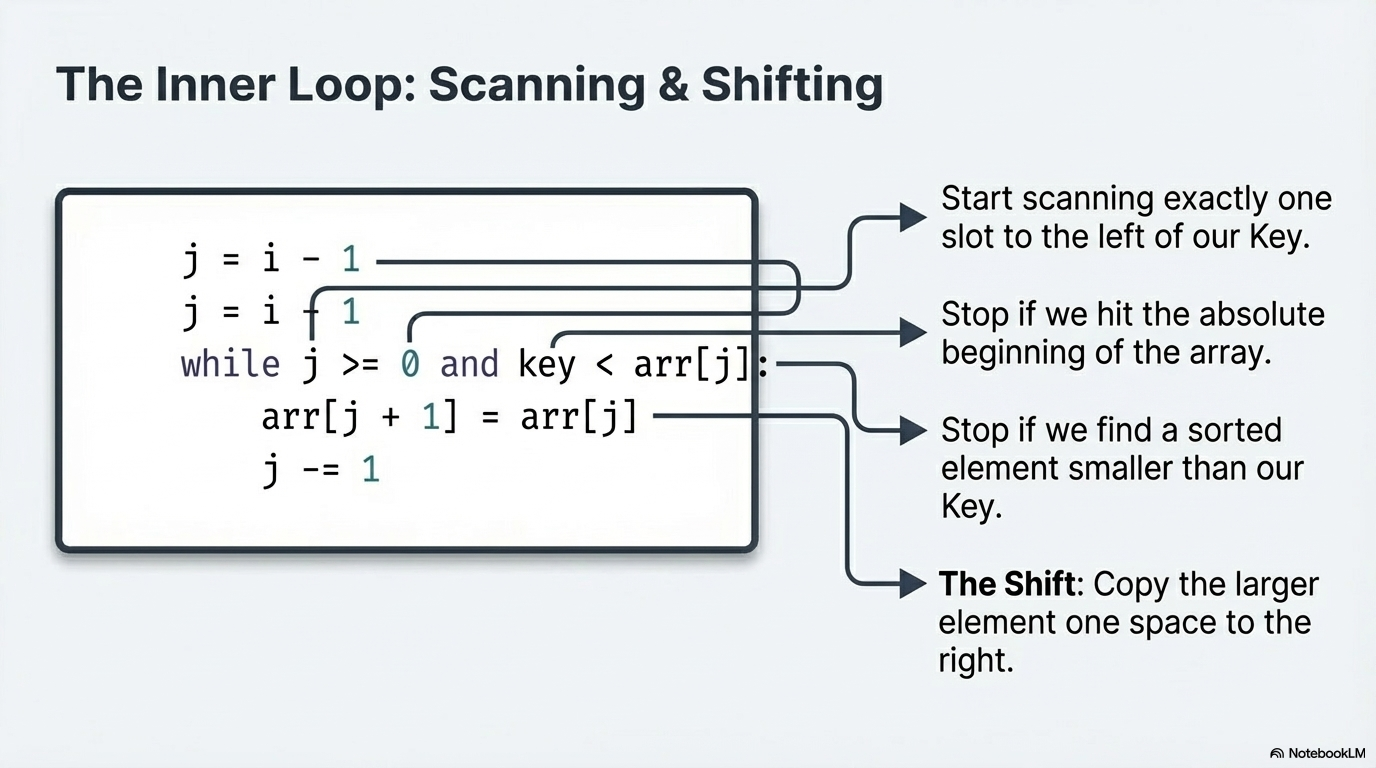 The Inner Loop: Scanning & Shifting
j = i - 1
j = i - 1
while j >= 0 and key < arr[j]:
arr[j + 1] = arr[j]
j -= 1
Start scanning exactly one
slot to the left of our Key.
Stop if we hit the absolute
beginning of the array.
Stop if we find a sorted
element smaller than our
Key.
The Shift: Copy the larger
element one space to the
right.
NotebookLM